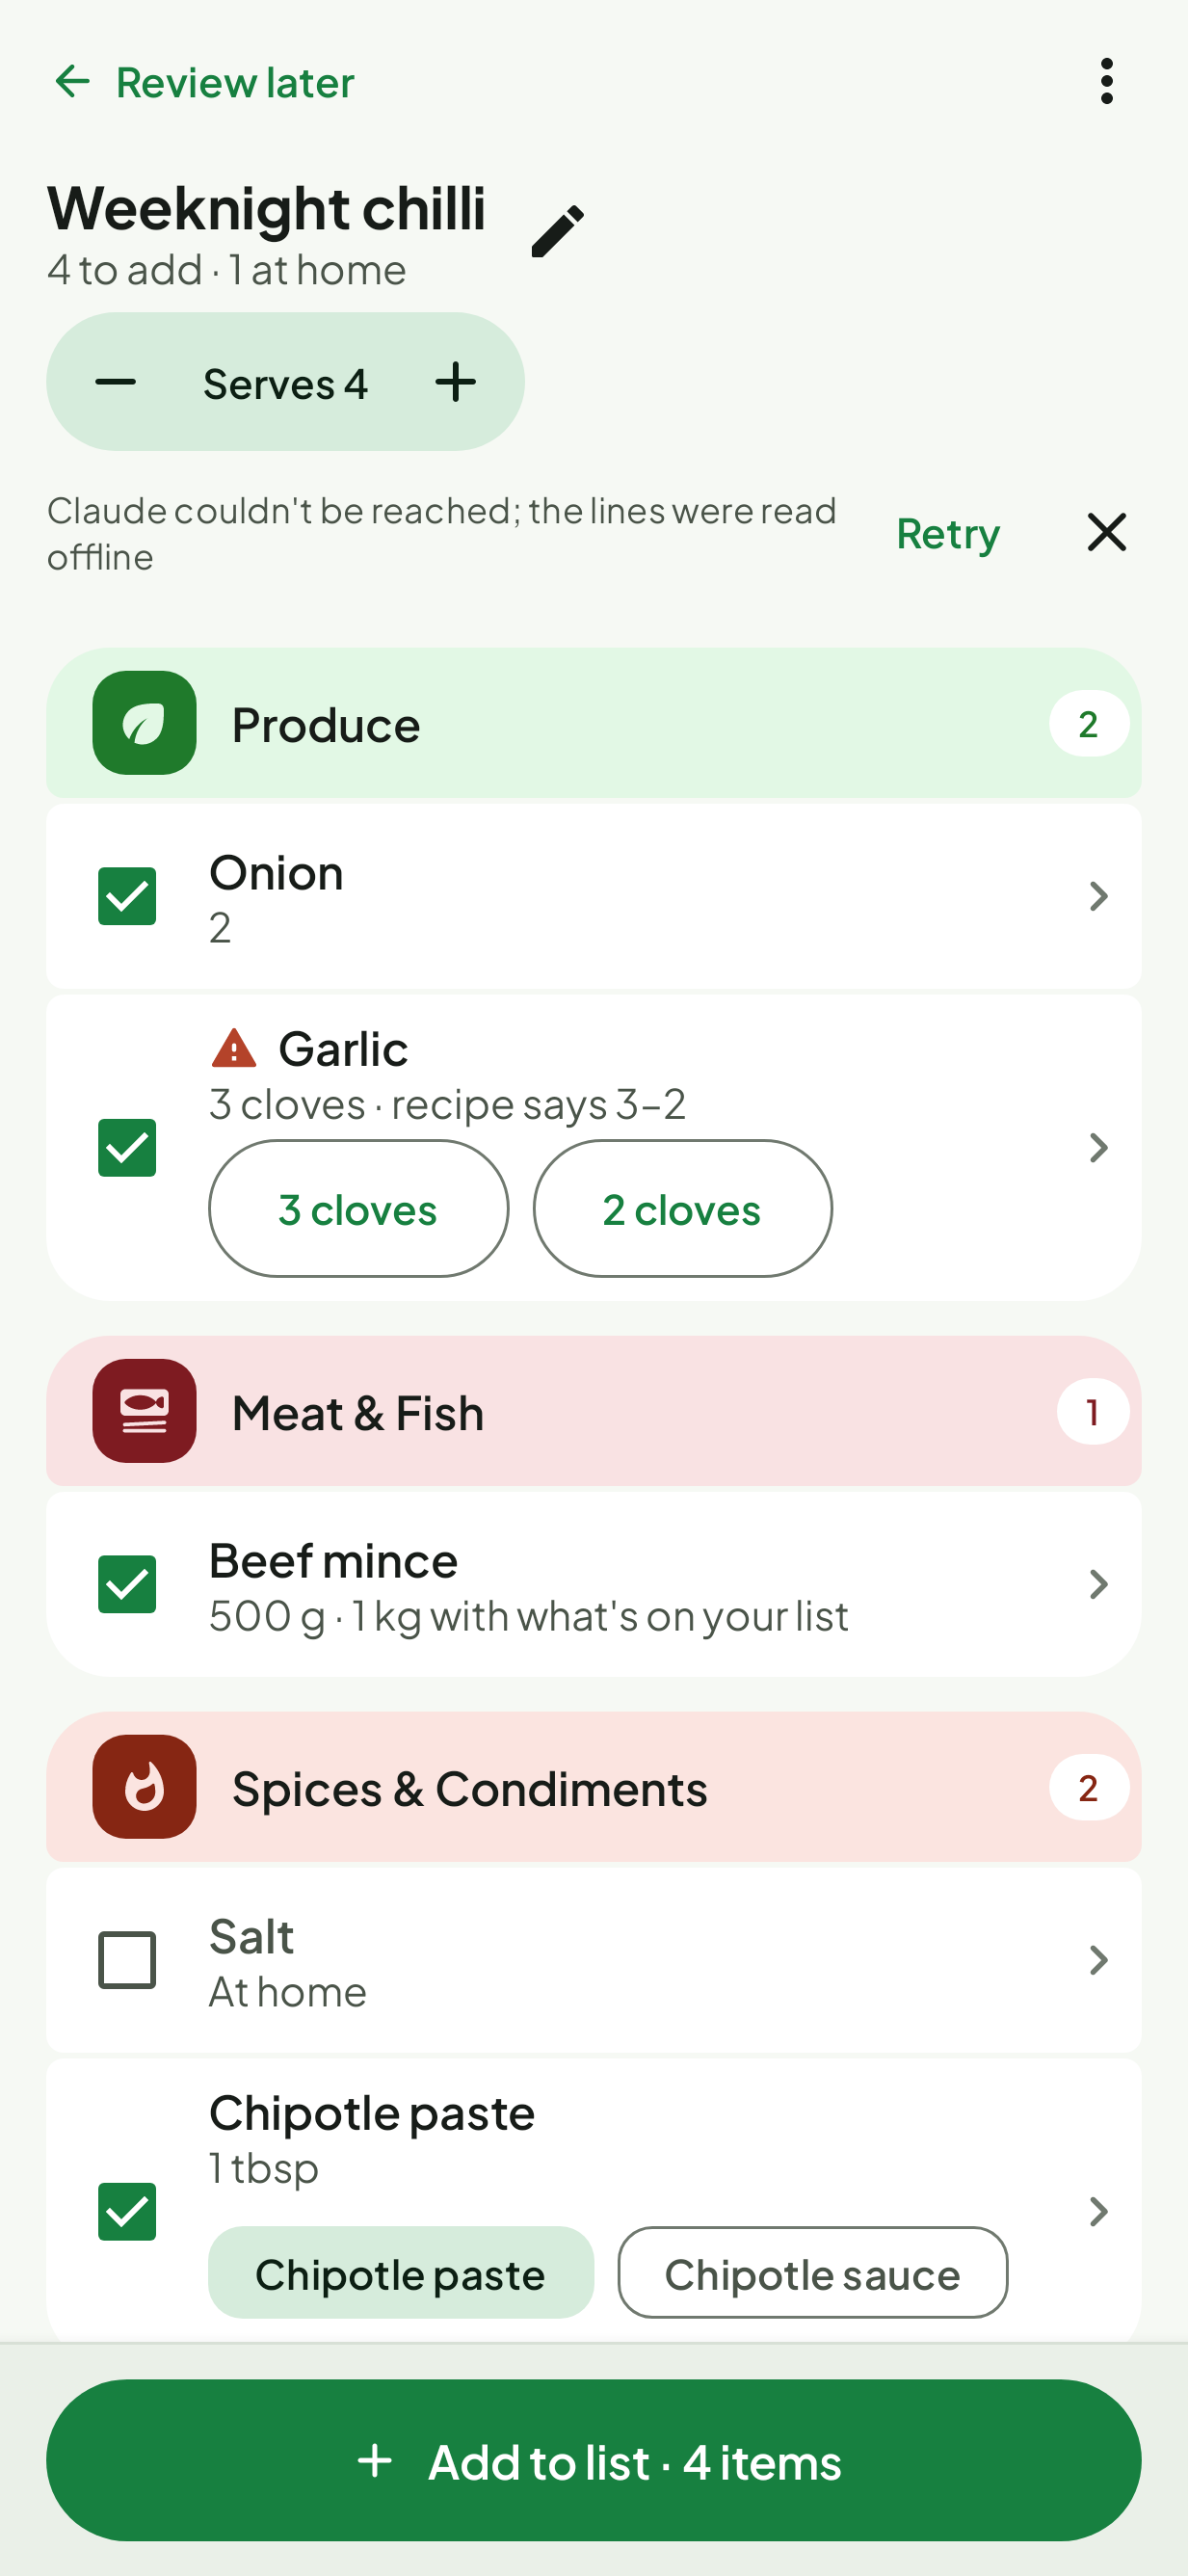 Review later
Weeknight chilli
4 to add · 1 at home
Serves 4
Claude couldn't be reached; the lines were read
offline
Retry
Produce
2
Onion
2
Garlic
3 cloves · recipe says 3–2
3 cloves
2 cloves
Meat & Fish
1
Beef mince
500 g · 1 kg with what's on your list
Spices & Condiments
2
Salt
At home
Chipotle paste
1 tbsp
Chipotle paste
Chipotle sauce
Add to list · 4 items